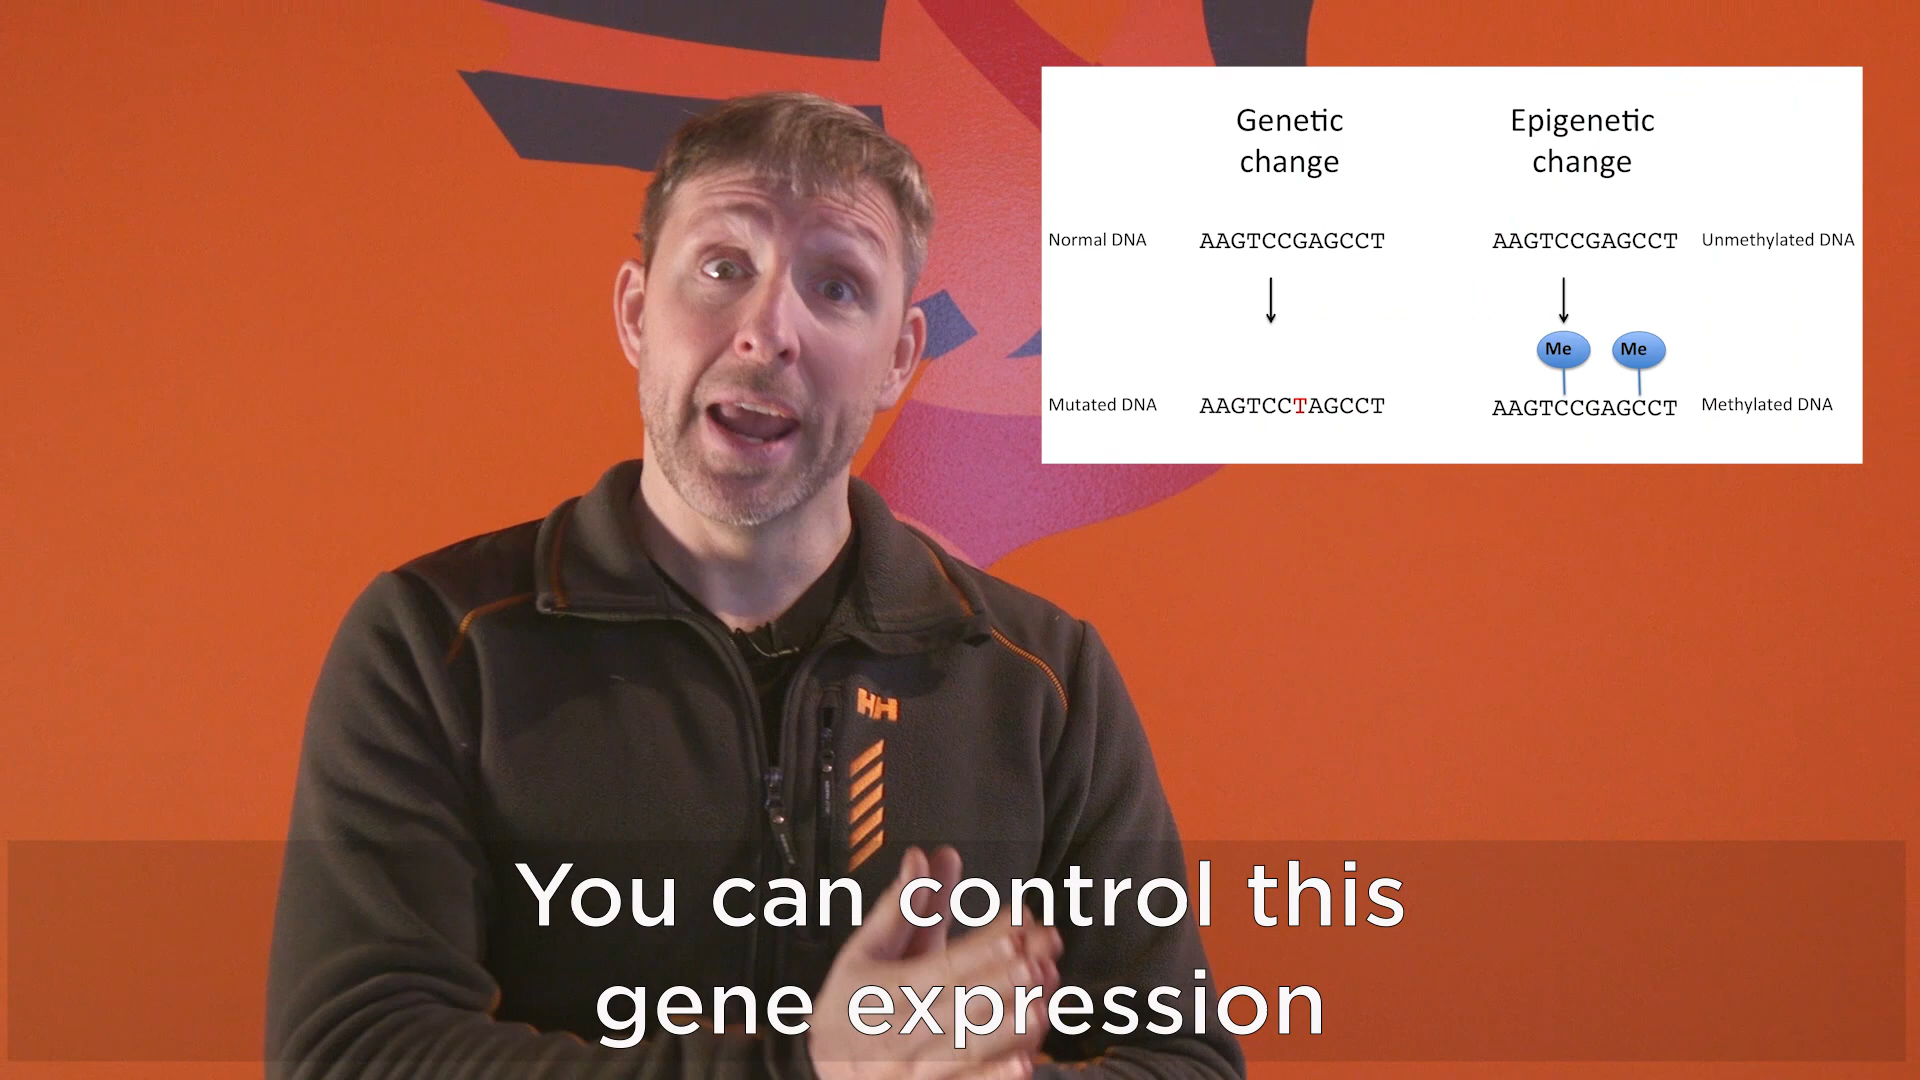 Genetic change
Epigenetic change
Normal DNA AAGTCCGAGCCT AAGTCCGAGCCT Unmethylated DNA
Me Me
Mutated DNA AAGTCCTAGCCT AAGTCCGAGCCT Methylated DNA
HH
You can control this
gene expression